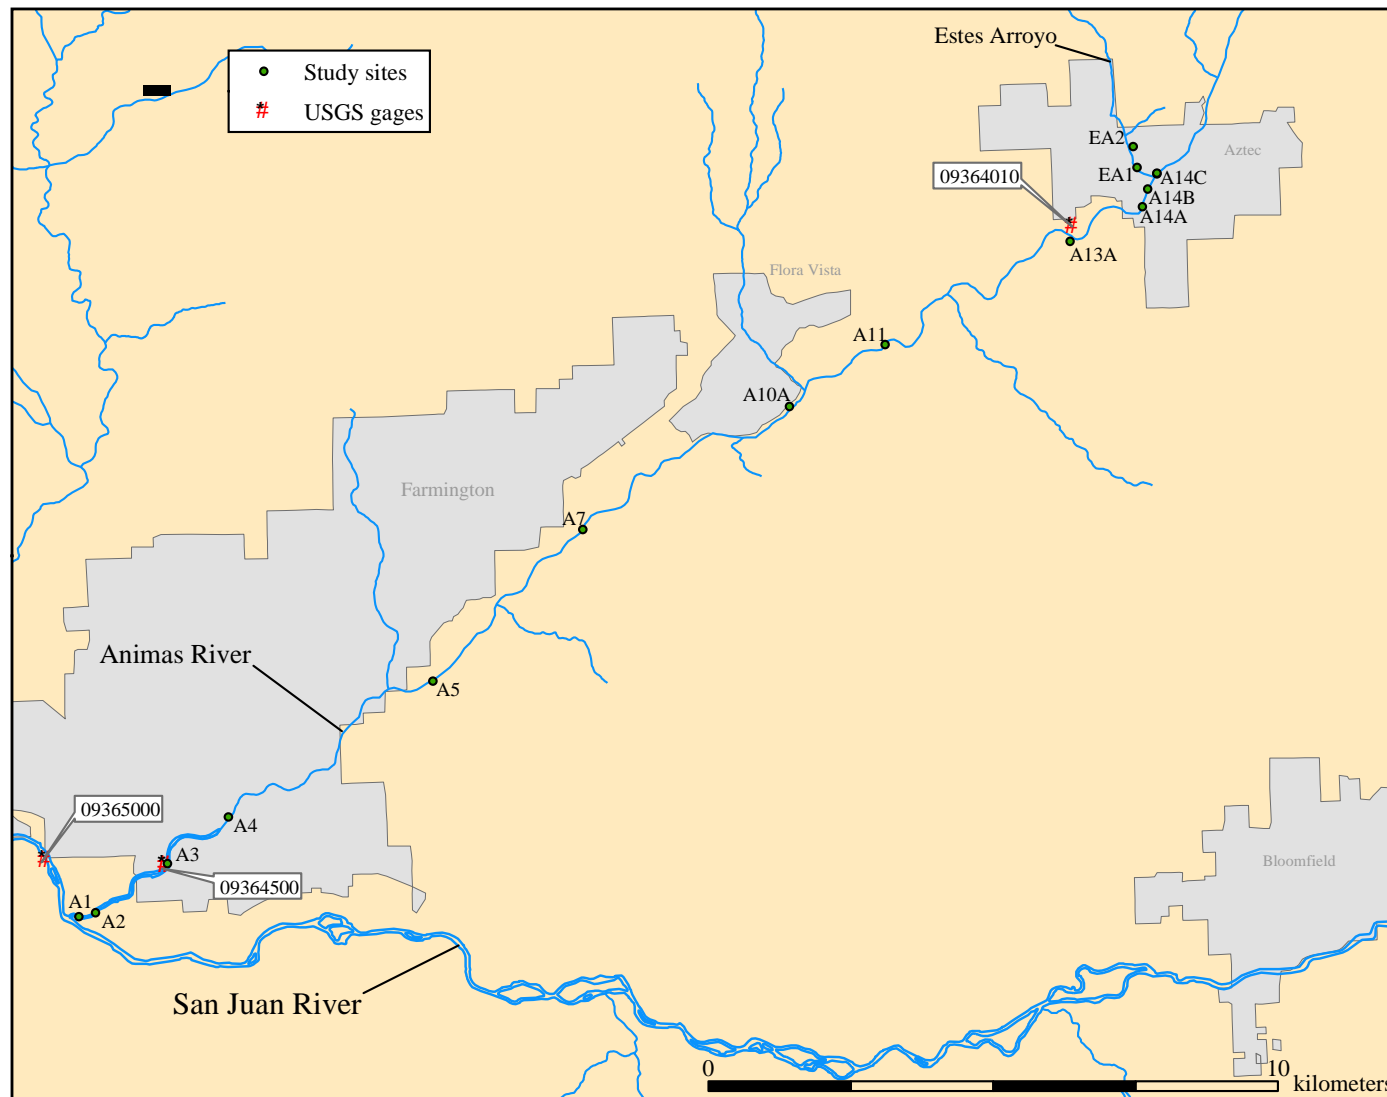 Estes Arroyo
Study sites
USGS gages
EA2
Aztec
EA1
A14C
09364010
A14B
A14A
A13A
Flora Vista
A11
A10A
Farmington
A7
Animas River
A5
09365000
A4
A3
Bloomfield
09364500
A1
A2
San Juan River
0
10
kilometers